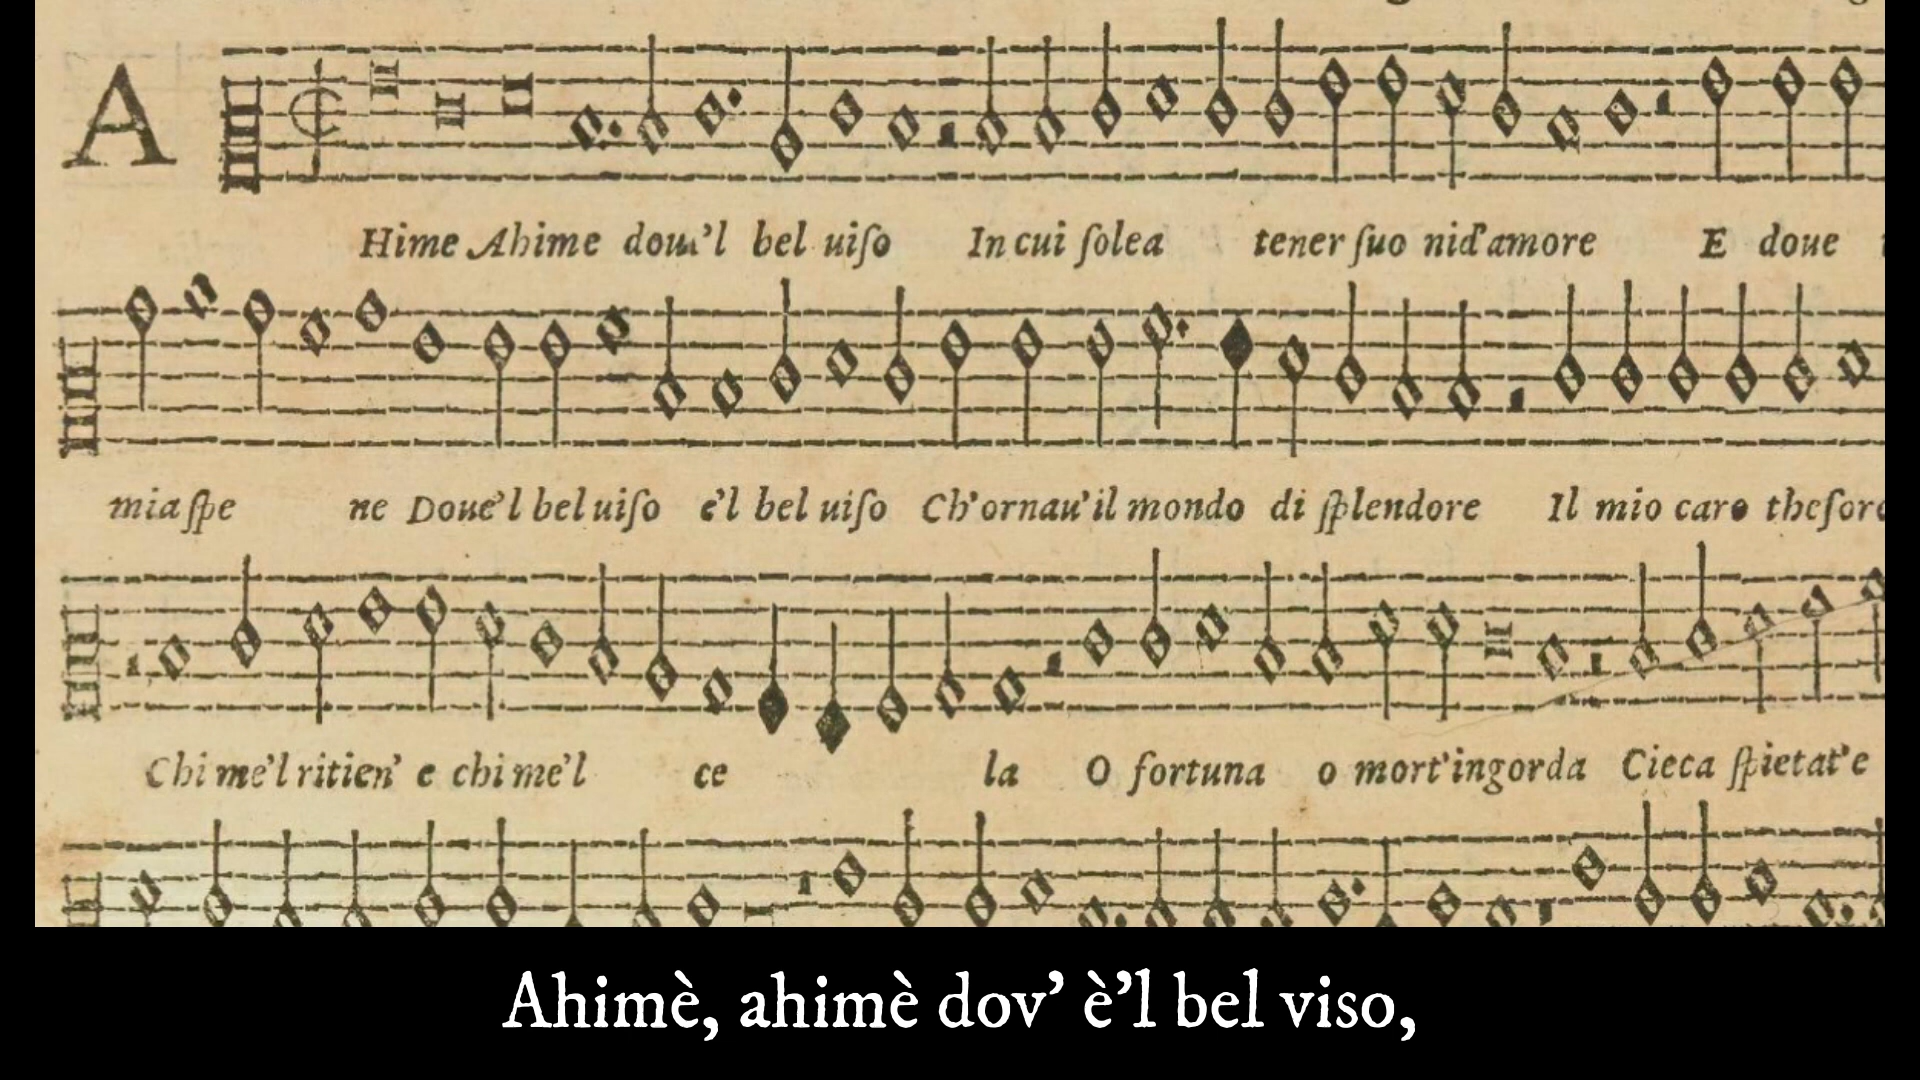 A
Hime Ahime doue'l bel uiſo In cui ſolea tener ſuo nid'amore E doue
mia ſpe ne Doue'l bel uiſo e'l bel uiſo Ch'ornau'il mondo di ſplendore Il mio caro theſoro
Chi me'l ritien' e chi me'l ce la O fortuna o mort'ingorda Cieca ſpietat'e
Ahimè, ahimè dov' è'l bel viso,